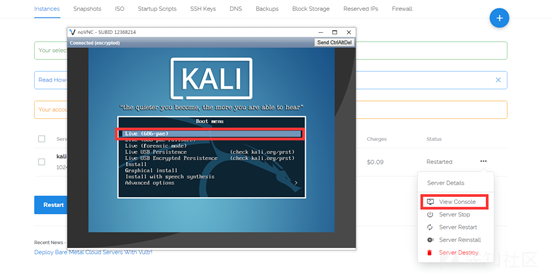 Instances Snapshots ISO Startup Scripts SSH Keys DNS Backups Block Storage Reserved IPs Firewall
noVNC - SUBID 12368214
Connected (encrypted) Send CtrlAltDel
Your selec
Read How
Your accou
KALI
"the quieter you become, the more you are able to hear"
Boot menu
Live (686-pae)
Live (forensic mode)
Live USB Persistence (check kali.org/prst)
Live USB Encrypted Persistence (check kali.org/prst)
Install
Graphical install
Install with speech synthesis
Advanced options >
Serve
Charges Status
kali
1024
$0.09 Restarted •••
Server Details
View Console
Server Stop
Server Restart
Server Reinstall
Server Destroy
Restart
Recent News -
Deploy Bare Metal Cloud Servers With Vultr!